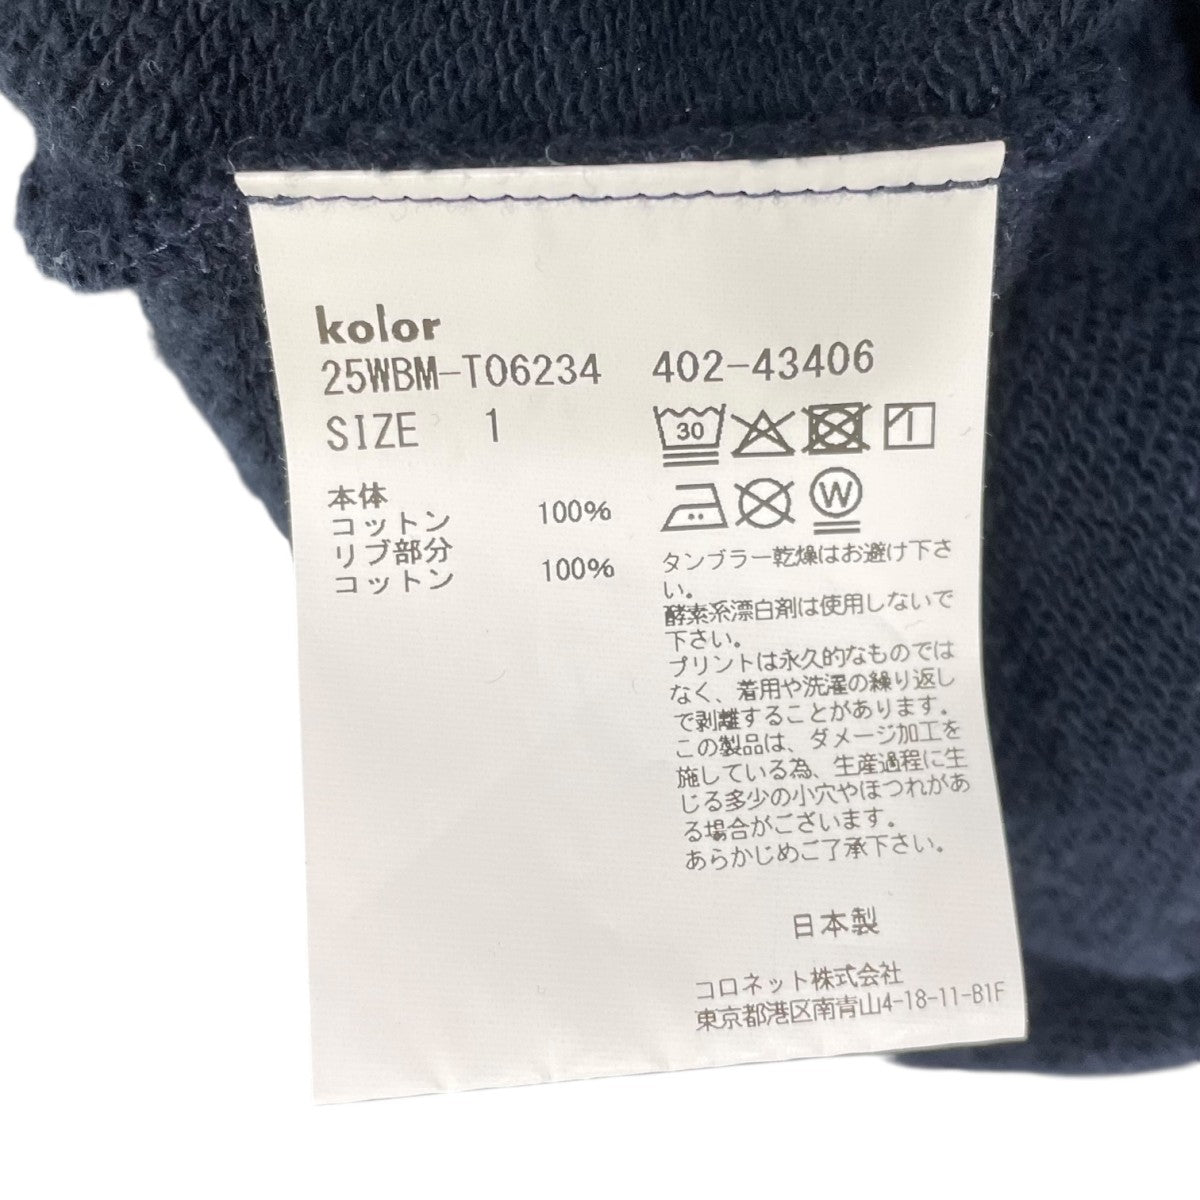 kolor
25WBM-T06234 402-43406
SIZE 1
30
W
本体
コットン 100%
リブ部分
コットン 100%
タンブラー乾燥はお避け下さ
い。
酵素系漂白剤は使用しないで
下さい。
プリントは永久的なものでは
なく、着用や洗濯の繰り返し
で剥離することがあります。
この製品は、ダメージ加工を
施している為、生産過程に生
じる多少の小穴やほつれがあ
る場合がございます。
あらかじめご了承下さい。
日本製
コロネット株式会社
東京都港区南青山4-18-11-B1F